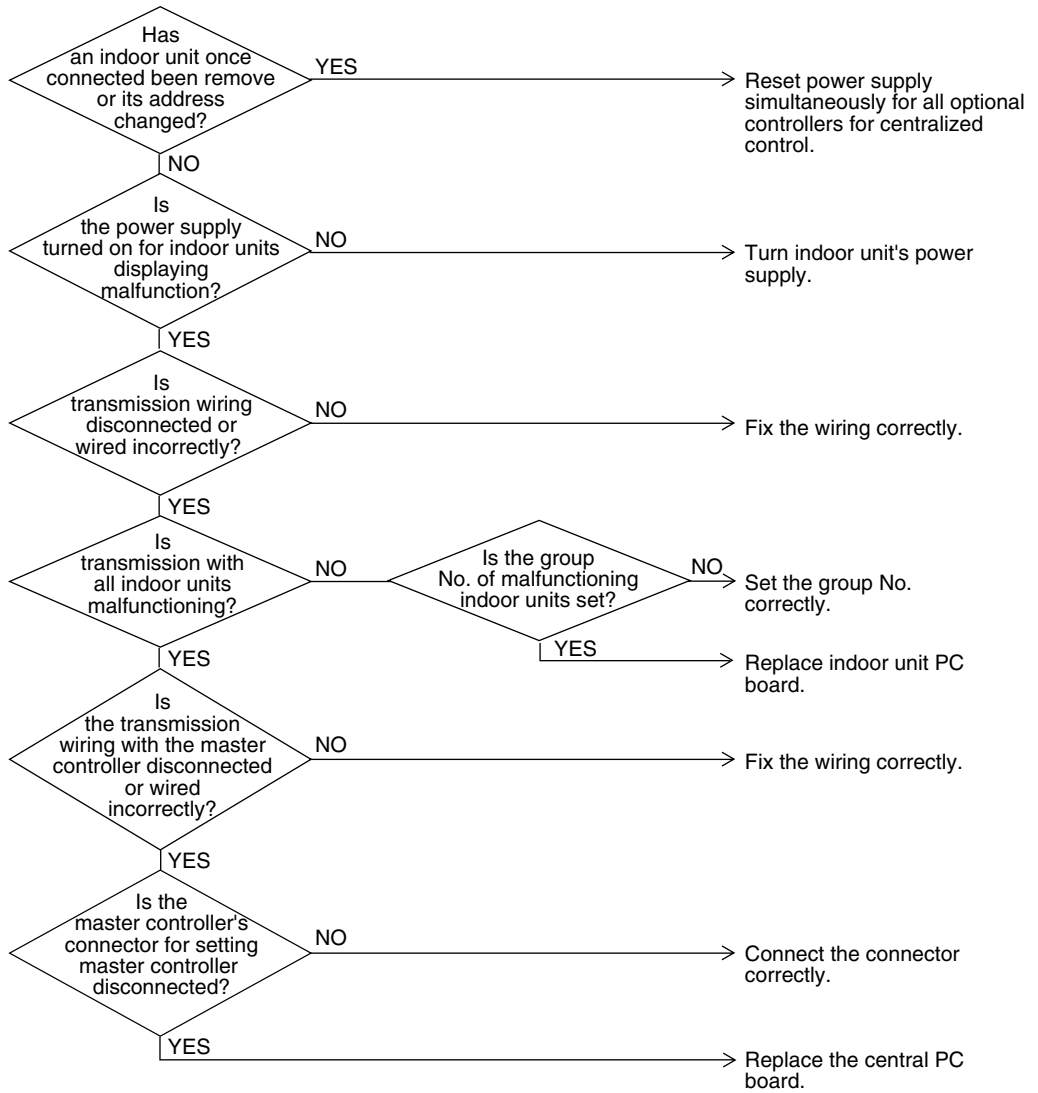 Has
an indoor unit once
connected been remove
or its address
changed?
YES
Reset power supply
simultaneously for all optional
controllers for centralized
control.
NO
Is
the power supply
turned on for indoor units
displaying
malfunction?
NO
Turn indoor unit's power
supply.
YES
Is
transmission wiring
disconnected or
wired incorrectly?
NO
Fix the wiring correctly.
YES
Is
transmission with
all indoor units
malfunctioning?
NO
Is the group
No. of malfunctioning
indoor units set?
NO
Set the group No.
correctly.
YES
Replace indoor unit PC
board.
YES
Is
the transmission
wiring with the master
controller disconnected
or wired
incorrectly?
NO
Fix the wiring correctly.
YES
Is the
master controller's
connector for setting
master controller
disconnected?
NO
Connect the connector
correctly.
YES
Replace the central PC
board.